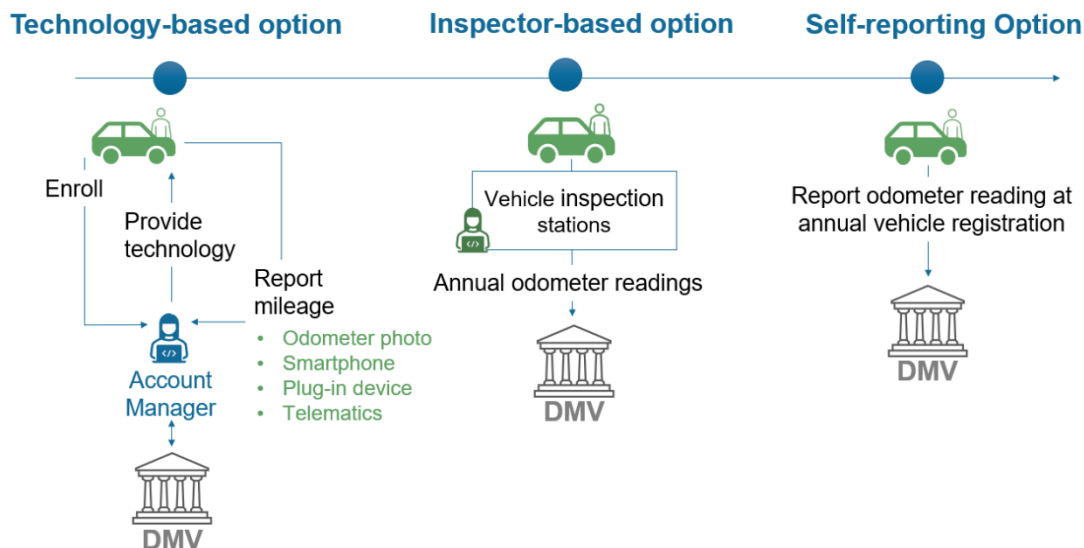 Technology-based option
Enroll
Provide
technology
Report
mileage
• Odometer photo
• Smartphone
• Plug-in device
• Telematics
Account
Manager
DMV
Inspector-based option
Vehicle inspection
stations
Annual odometer readings
DMV
Self-reporting Option
Report odometer reading at
annual vehicle registration
DMV